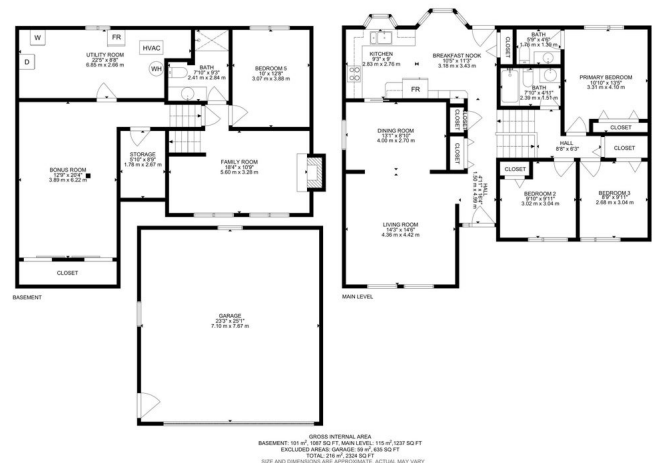 W
D
FR
UTILITY ROOM
22'5" x 8'8"
6.85 m x 2.66 m
HVAC
WH
BATH
7'10" x 9'3"
2.41 m x 2.84 m
BEDROOM 5
10' x 12'8"
3.07 m x 3.88 m
BONUS ROOM
12'9" x 20'4"
3.89 m x 6.22 m
STORAGE
5'10" x 8'9"
1.78 m x 2.67 m
FAMILY ROOM
18'4" x 10'9"
5.60 m x 3.28 m
CLOSET
BASEMENT
GARAGE
23'3" x 25'1"
7.10 m x 7.67 m
KITCHEN
9'3" x 9'
2.83 m x 2.76 m
BREAKFAST NOOK
10'5" x 11'3"
3.18 m x 3.43 m
FR
CLOSET
BATH
5'9" x 4'6"
BATH
7'10" x 4'11"
2.39 m x 1.51 m
PRIMARY BEDROOM
10'10" x 13'5"
3.31 m x 4.10 m
CLOSET
DINING ROOM
13'1" x 8'10"
4.00 m x 2.70 m
CLOSET
CLOSET
HALL
8'8" x 6'3"
CLOSET
HALL
4'11" x 16'4"
1.50 m x 4.99 m
CLOSET
BEDROOM 2
9'10" x 9'11"
3.02 m x 3.04 m
BEDROOM 3
8'9" x 9'11"
2.68 m x 3.04 m
LIVING ROOM
14'3" x 14'6"
4.36 m x 4.42 m
MAIN LEVEL
GROSS INTERNAL AREA
BASEMENT: 101 m², 1087 SQ FT, MAIN LEVEL: 115 m², 1237 SQ FT
EXCLUDED AREAS: GARAGE: 59 m², 635 SQ FT
TOTAL: 216 m², 2324 SQ FT
SIZE AND DIMENSIONS ARE APPROXIMATE, ACTUAL MAY VARY